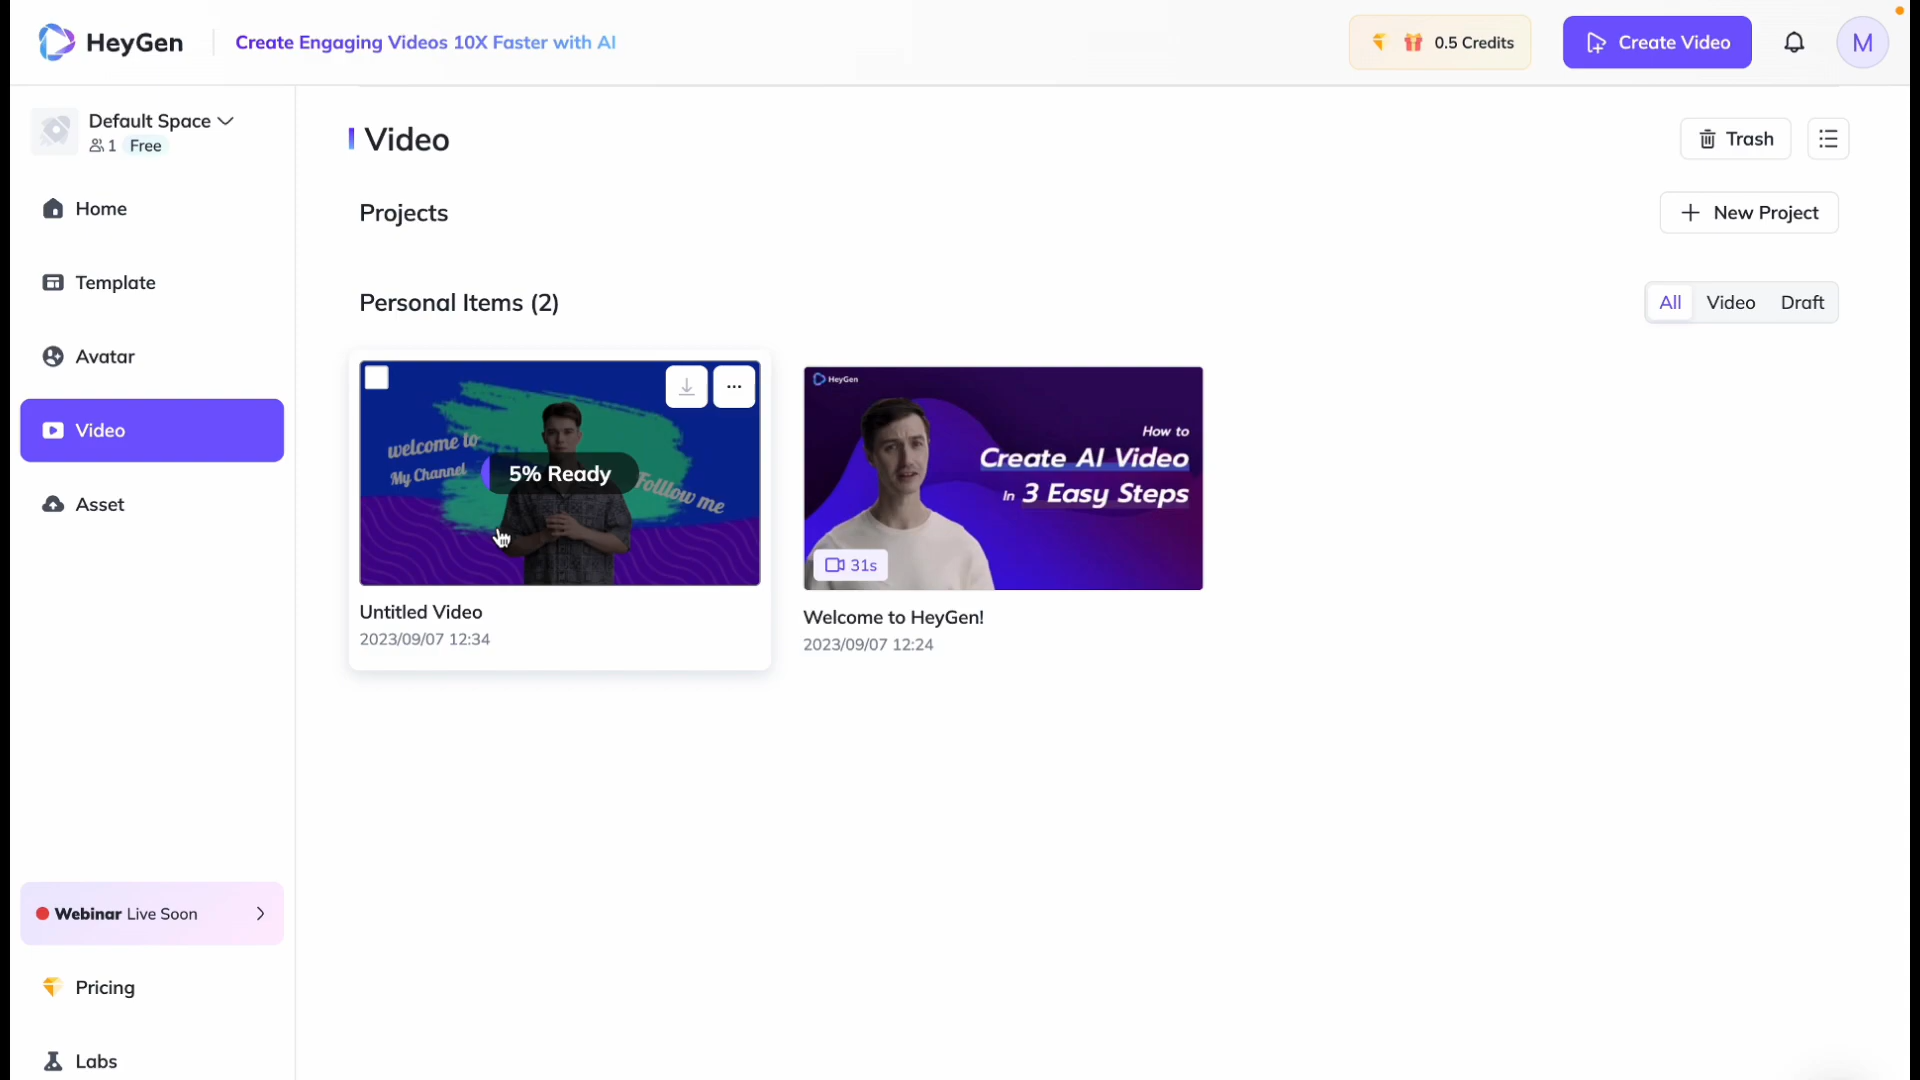 HeyGen
Create Engaging Videos 10X Faster with AI
0.5 Credits
Create Video
M
Default Space
1 Free
Home
Template
Avatar
Video
Asset
Webinar Live Soon
Pricing
Labs
Video
Trash
Projects
New Project
Personal Items (2)
All Video Draft
welcome to
My Channel
5% Ready
Folllow me
Untitled Video
2023/09/07 12:34
HeyGen
How to
Create AI Video
In 3 Easy Steps
31s
Welcome to HeyGen!
2023/09/07 12:24